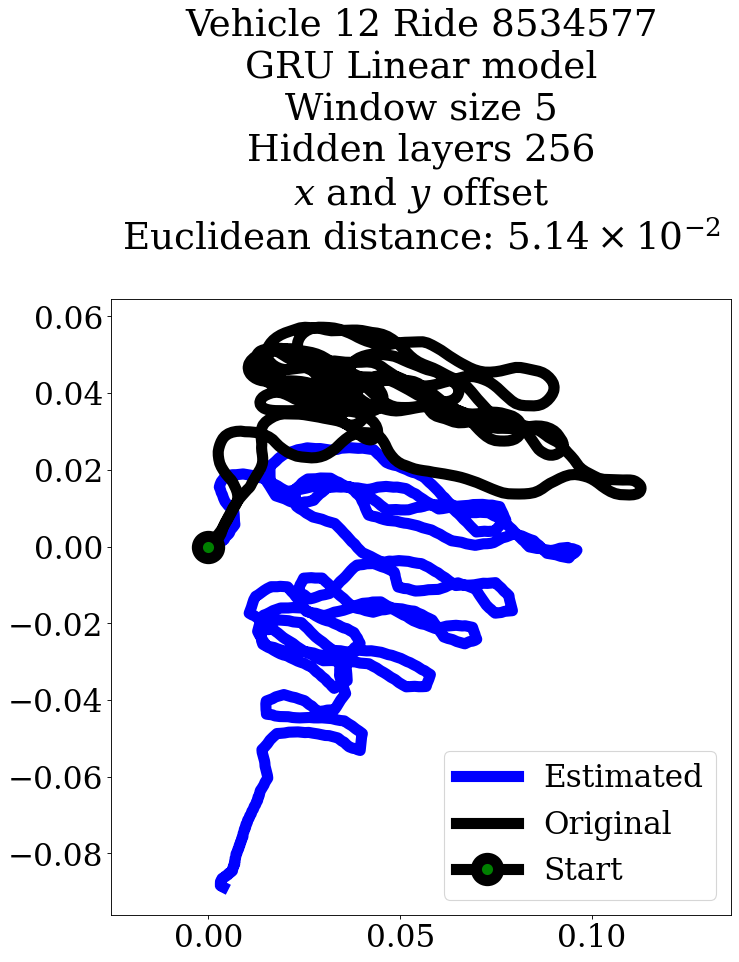 Vehicle 12 Ride 8534577
GRU Linear model
Window size 5
Hidden layers 256
x and y offset
Euclidean distance: 5.14 × 10⁻²
0.06
0.04
0.02
0.00
−0.02
−0.04
−0.06
−0.08
Estimated
Original
Start
0.00 0.05 0.10